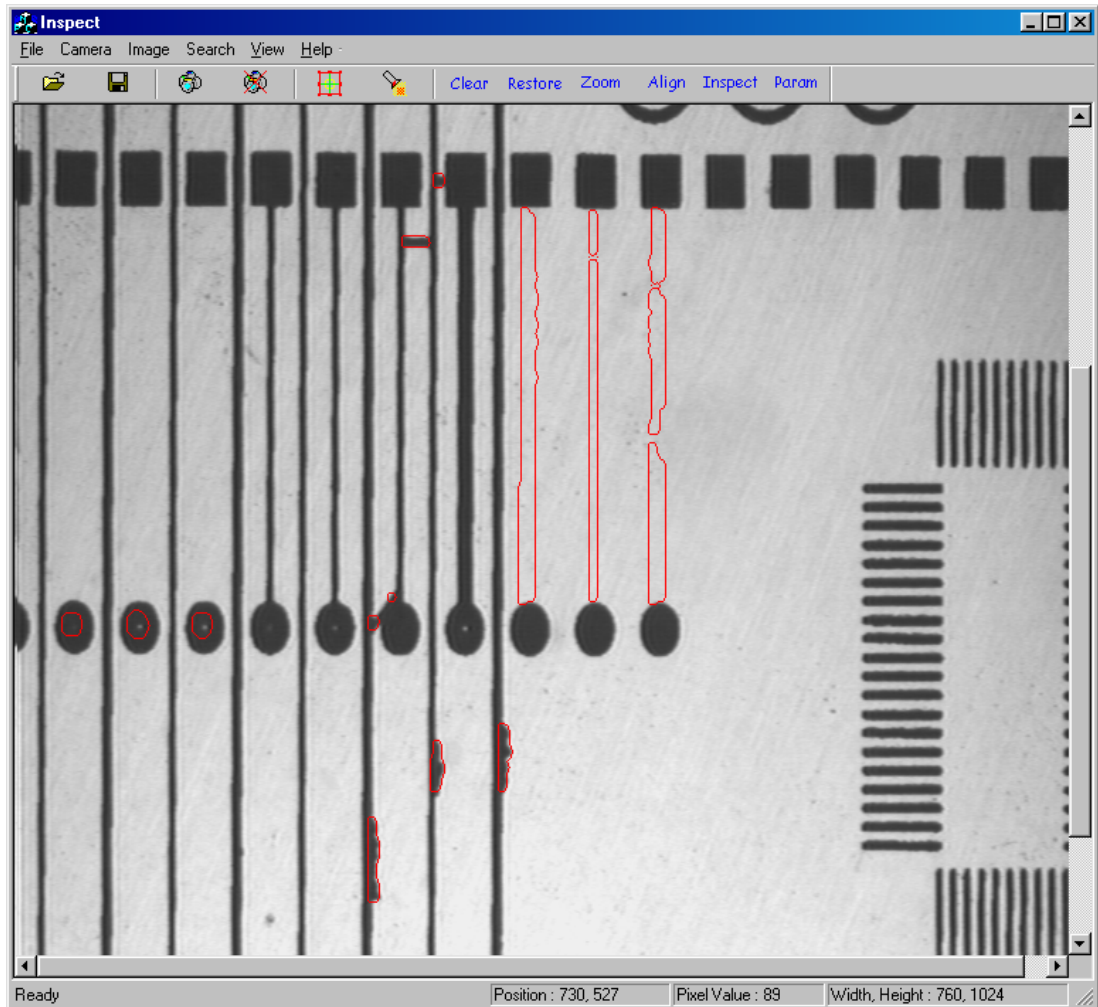 Inspect
File Camera Image Search View Help
Clear Restore Zoom Align Inspect Param
Ready Position : 730, 527 Pixel Value : 89 Width, Height : 760, 1024